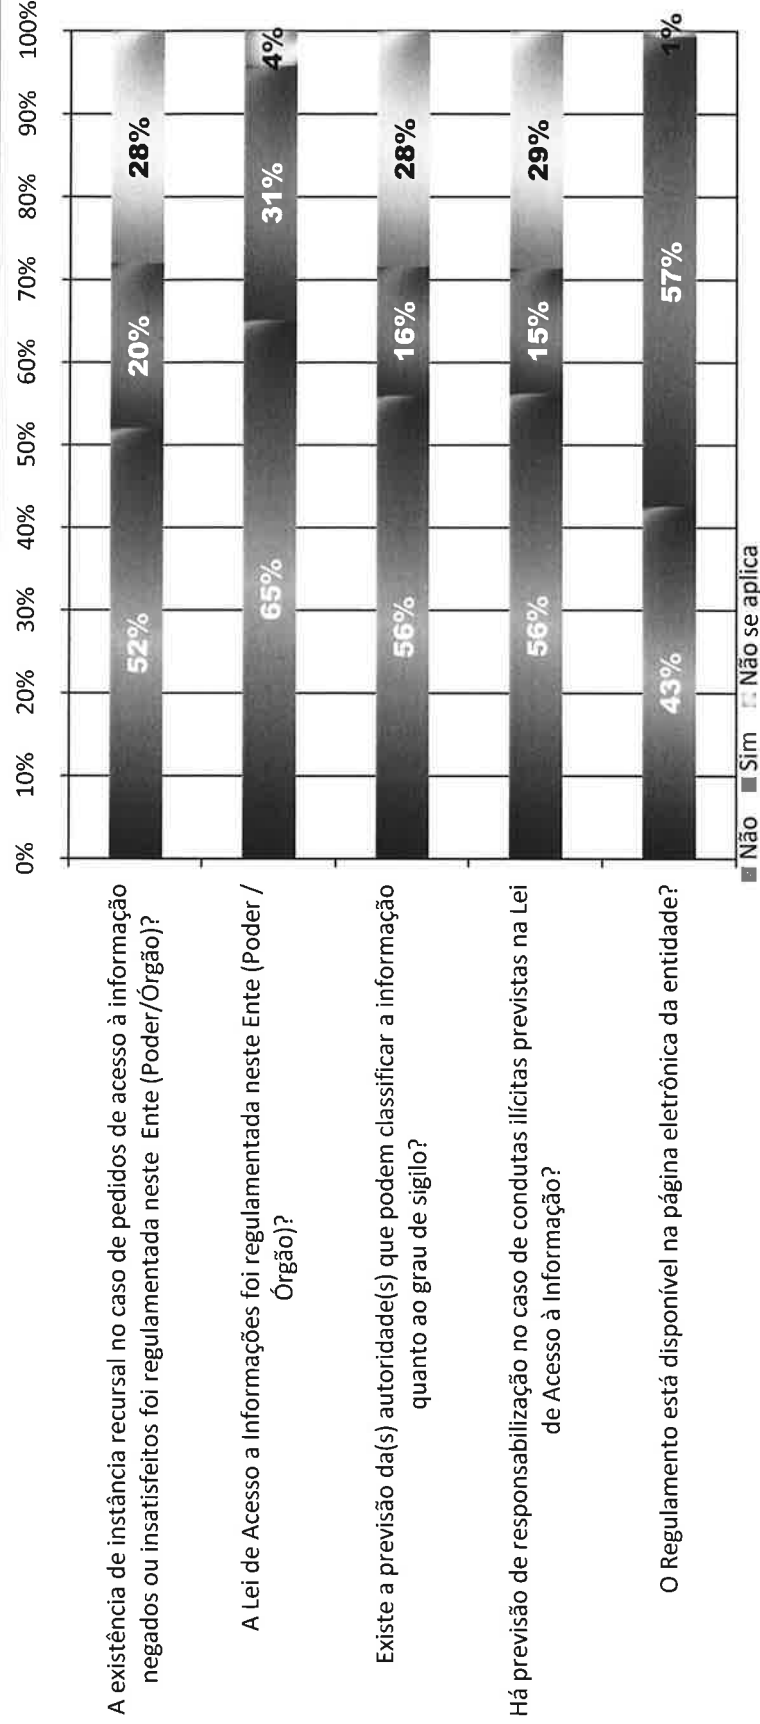 0% 10% 20% 30% 40% 50% 60% 70% 80% 90% 100%
A existência de instância recursal no caso de pedidos de acesso à informação
negados ou insatisfeitos foi regulamentada neste Ente (Poder/Órgão)?
52% 20% 28%
A Lei de Acesso a Informações foi regulamentada neste Ente (Poder /
Órgão)?
65% 31% 4%
Existe a previsão da(s) autoridade(s) que podem classificar a informação
quanto ao grau de sigilo?
56% 16% 28%
Há previsão de responsabilização no caso de condutas ilícitas previstas na Lei
de Acesso à Informação?
56% 15% 29%
O Regulamento está disponível na página eletrônica da entidade?
43% 57% 1%
Não Sim Não se aplica